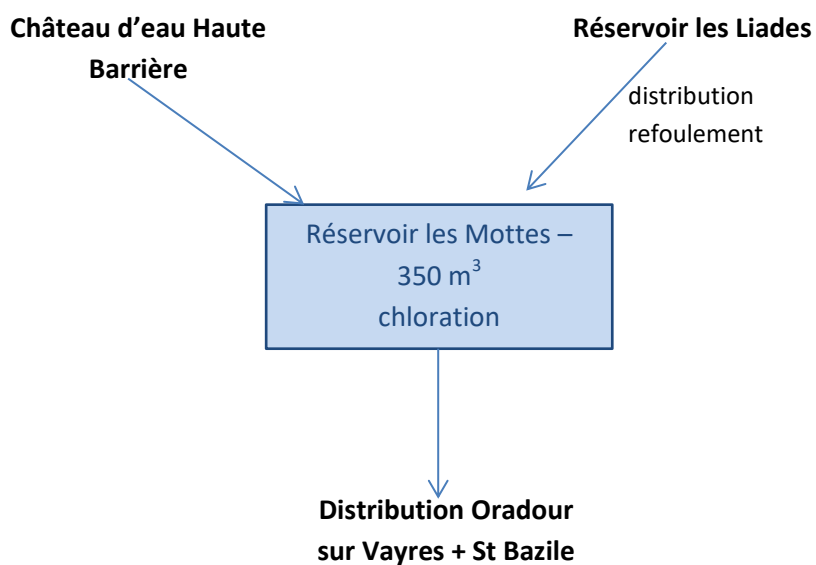 Château d'eau Haute
Barrière
Réservoir les Liades
distribution
refoulement
Réservoir les Mottes –
350 m³
chloration
Distribution Oradour
sur Vayres + St Bazile